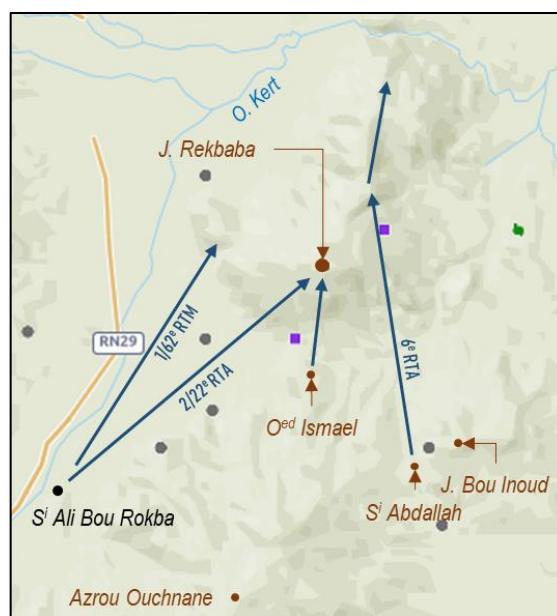 O. Kert
J. Rekbaba
RN29
1/62e RTM
2/22e RTA
6e RTA
Oed Ismael
J. Bou Inoud
Si Abdallah
Si Ali Bou Rokba
Azrou Ouchnane